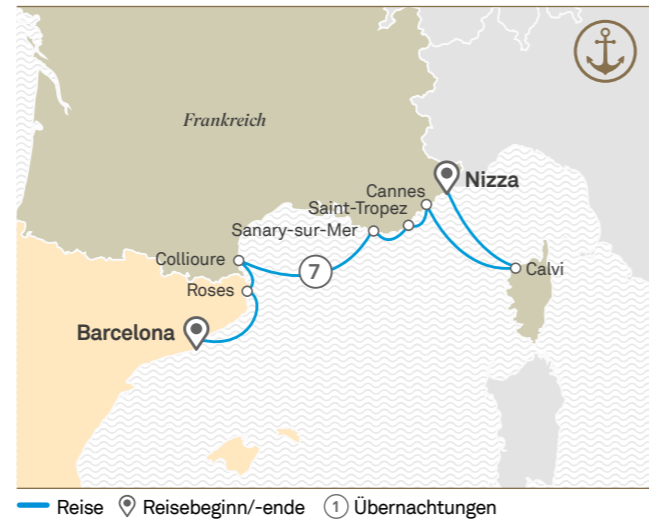 Frankreich
Nizza
Cannes
Saint-Tropez
Sanary-sur-Mer
Collioure
7
Calvi
Roses
Barcelona
Reise Reisebeginn/-ende 1 Übernachtungen